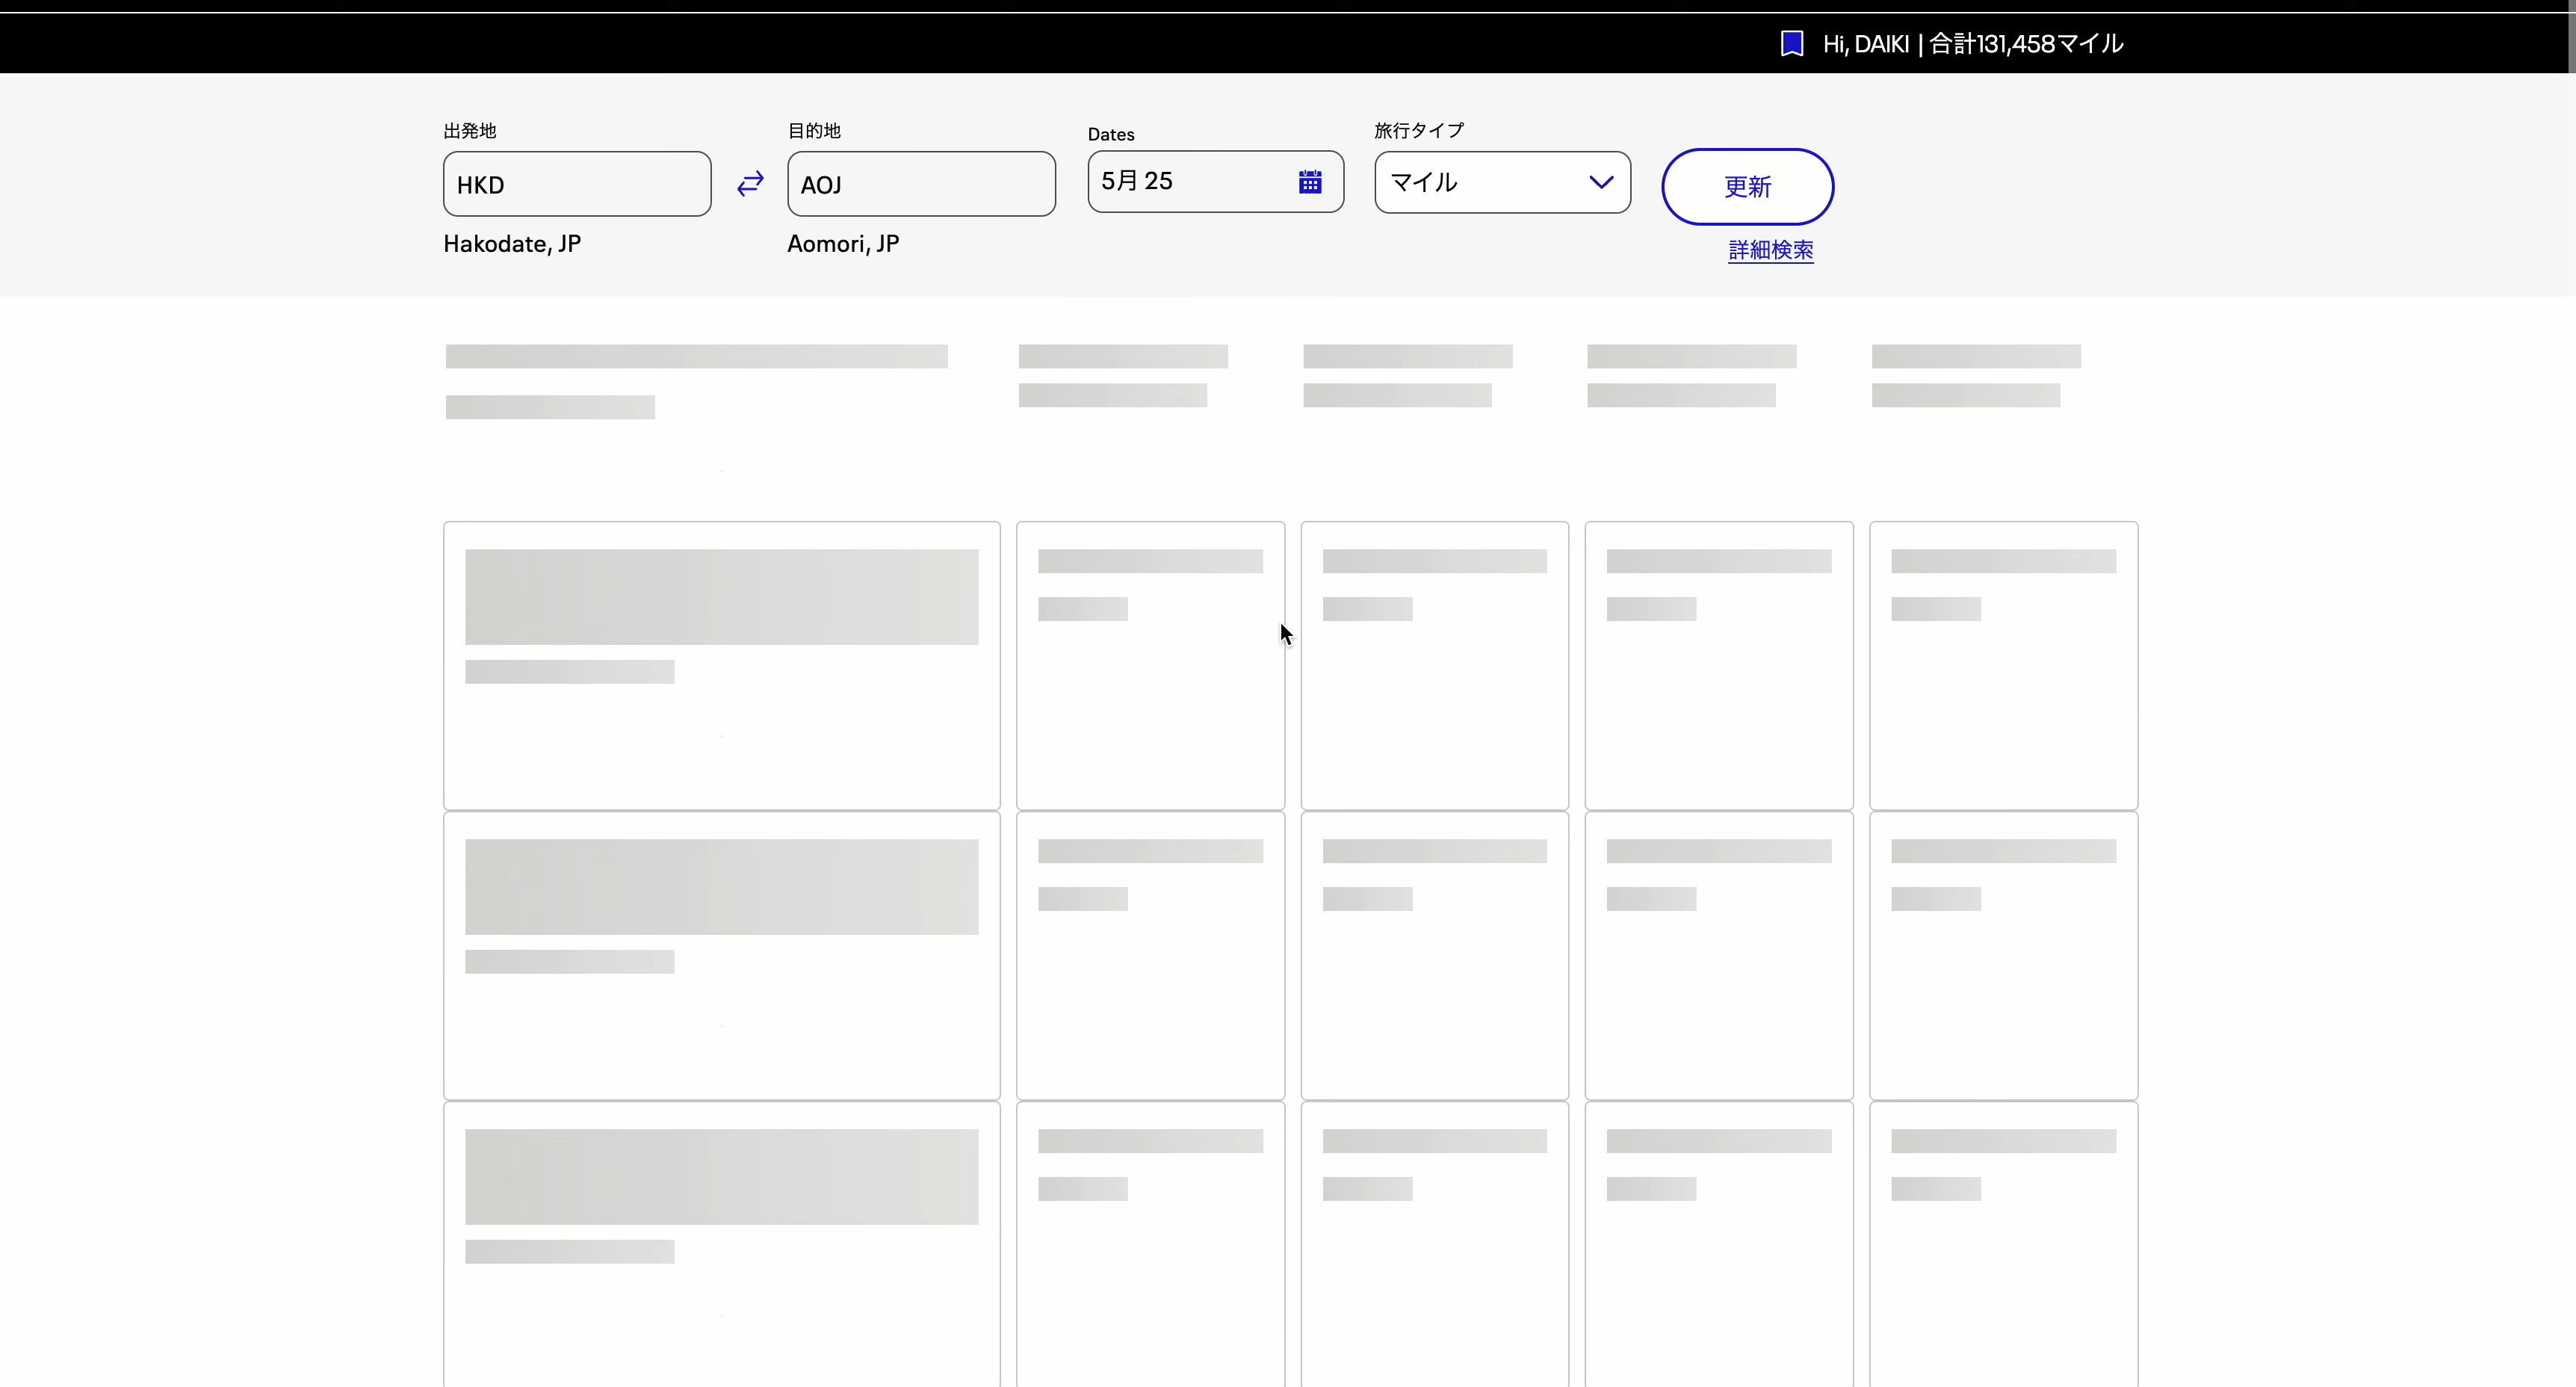 Hi, DAIKI | 合計131,458マイル
出発地
目的地
Dates
旅行タイプ
HKD
AOJ
5月 25
マイル
更新
Hakodate, JP
Aomori, JP
詳細検索